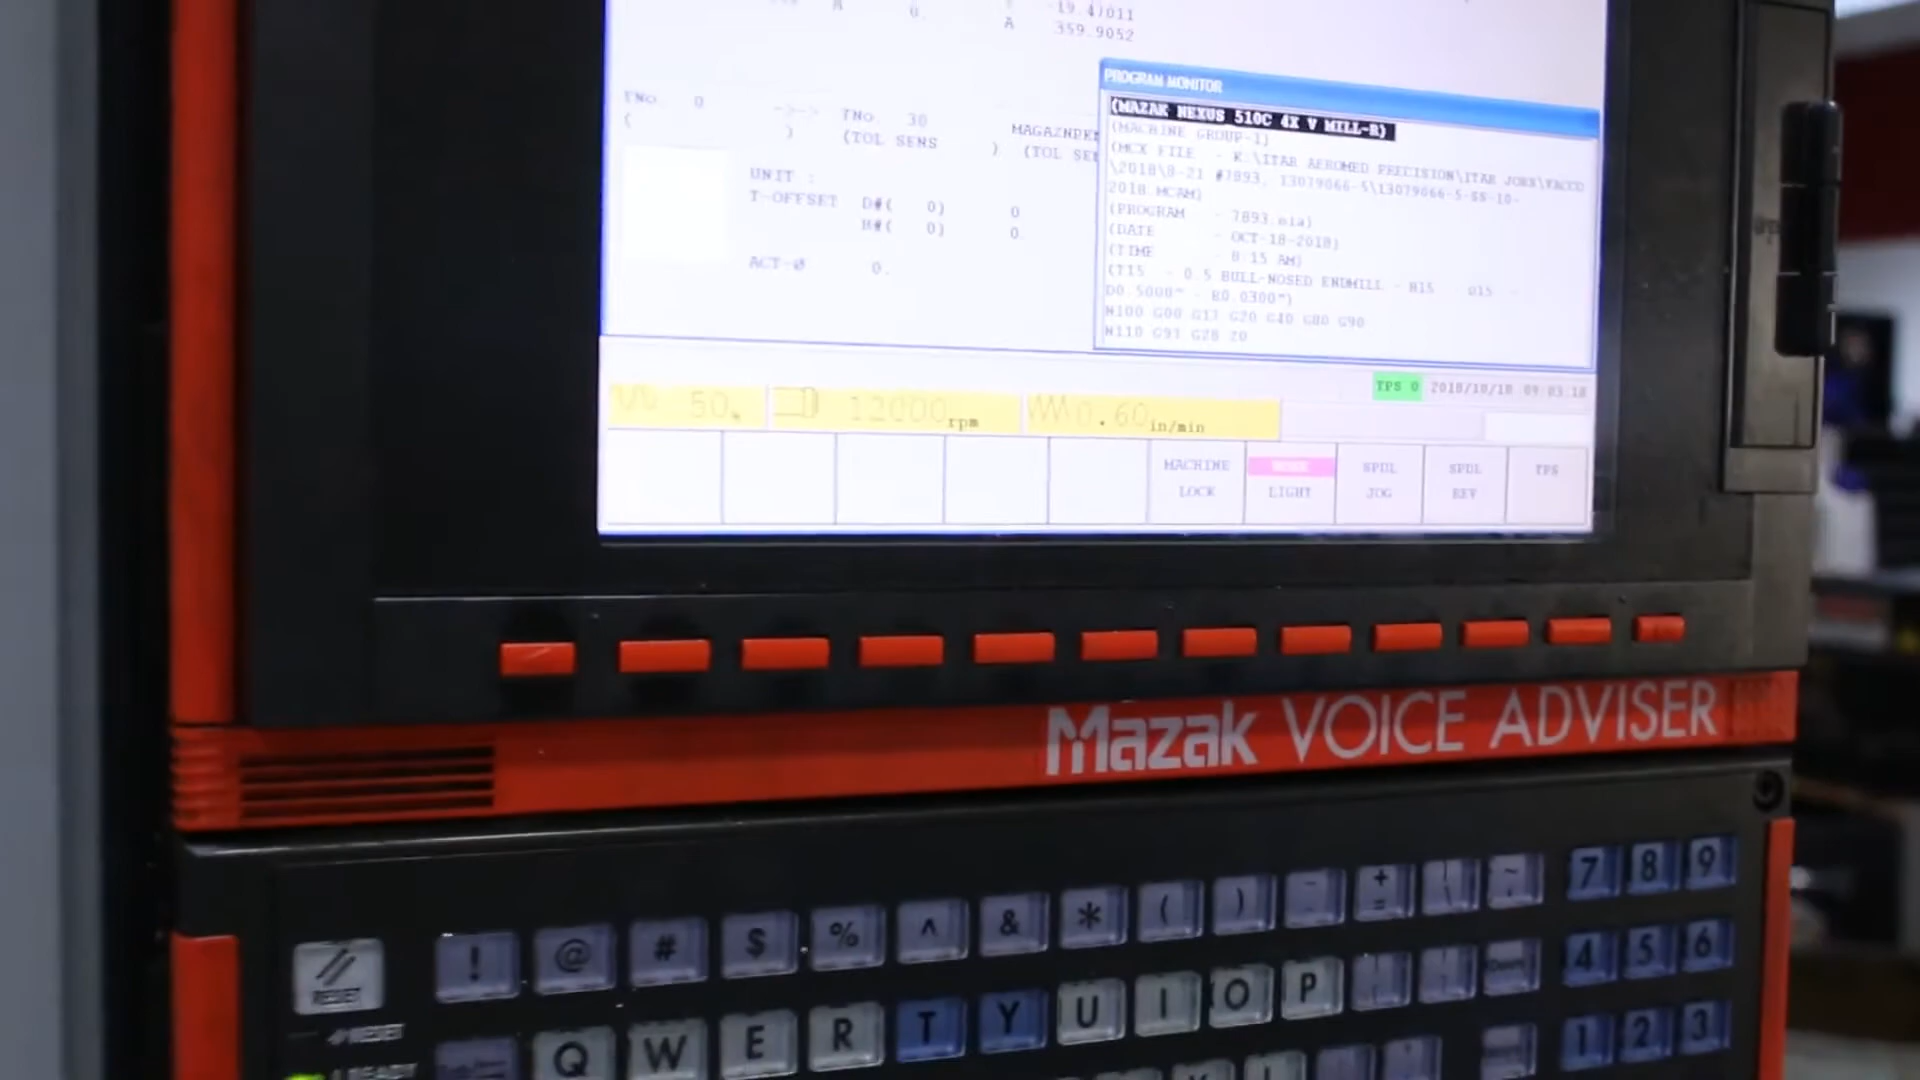 -19.47011
A 0. A 359.9052
PROGRAM MONITOR
(MAZAK NEXUS 510C 4X V MILL-R)
(MACHINE GROUP-1)
(MCX FILE - K:\ITAR AEROMED PRECISION\ITAR JOBS\VACCO
\2018\8-21 #7893, 13079066-5\13079066-5-SS-10-
2018.MCAM)
(PROGRAM - 7893.eia)
(DATE - OCT-18-2018)
(TIME - 8:15 AM)
(T15 - 0.5 BULL-NOSED ENDMILL - H15 - D15 -
D0.5000" - R0.0300")
N100 G00 G17 G20 G40 G80 G90
N110 G91 G28 Z0
TNo. 0 ->-> TNo. 30
( ) (TOL SENS ) (TOL SE
UNIT :
T-OFFSET D#( 0) 0
H#( 0) 0
ACT-Ø 0.
TPS 0 2018/10/18 09:03:18
50% 12000rpm 0.60in/min
MACHINE LOCK
LIGHT
SPDL JOG
SPDL REV
TPS
Mazak VOICE ADVISER
! @ # $ % ^ & * ( ) + = 7 8 9
RESET
Q W E R T Y U I O P 4 5 6
1 2 3